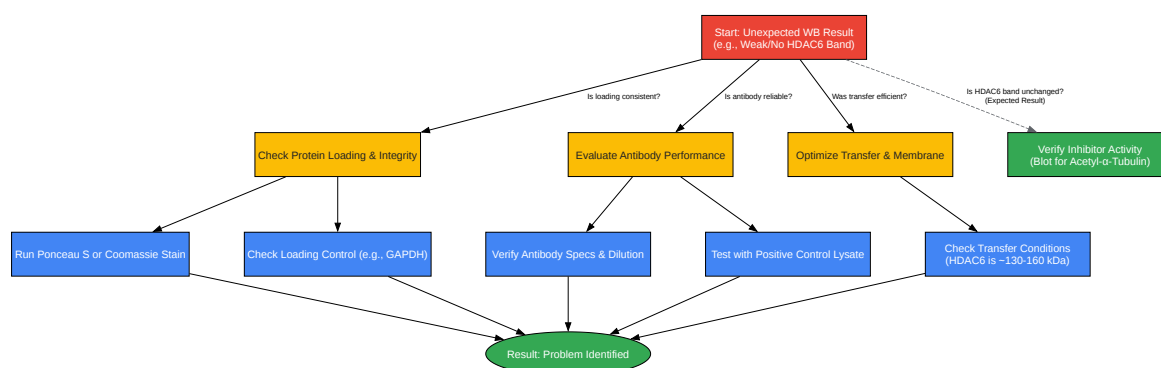 Start: Unexpected WB Result
(e.g., Weak/No HDAC6 Band)
Is loading consistent?
Is antibody reliable?
Was transfer efficient?
Is HDAC6 band unchanged?
(Expected Result)
Check Protein Loading & Integrity
Evaluate Antibody Performance
Optimize Transfer & Membrane
Verify Inhibitor Activity
(Blot for Acetyl-α-Tubulin)
Run Ponceau S or Coomassie Stain
Check Loading Control (e.g., GAPDH)
Verify Antibody Specs & Dilution
Test with Positive Control Lysate
Check Transfer Conditions
(HDAC6 is ~130-160 kDa)
Result: Problem Identified